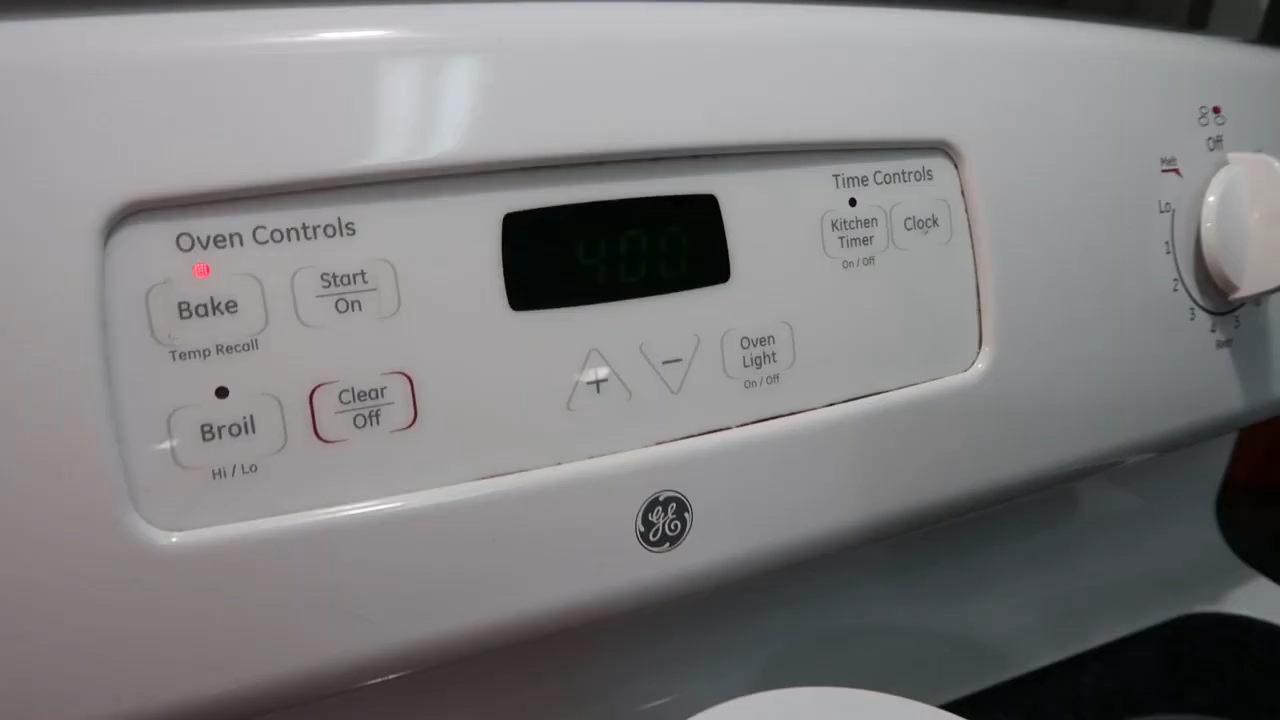 Oven Controls
Bake
Temp Recall
Start
On
Broil
Hi / Lo
Clear
Off
400
+
−
Oven
Light
On / Off
Time Controls
Kitchen
Timer
On / Off
Clock
GE
Off
Melt
Lo
1
2
3
4
5